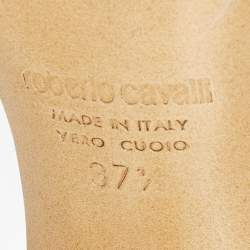 roberto cavalli
MADE IN ITALY
VERO CUOIO
37½